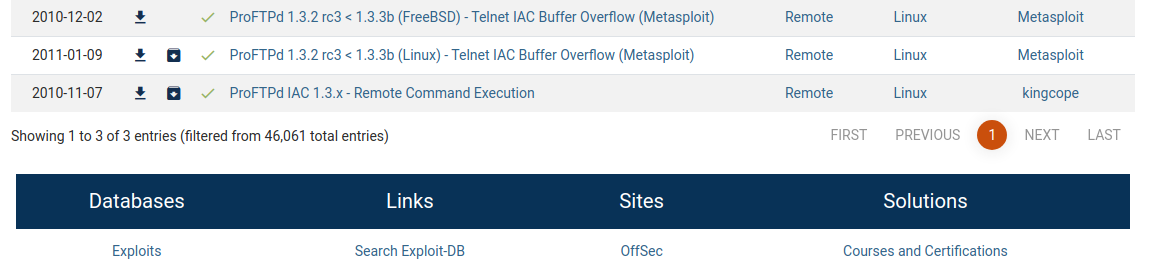 2010-12-02 ProFTPd 1.3.2 rc3 < 1.3.3b (FreeBSD) - Telnet IAC Buffer Overflow (Metasploit) Remote Linux Metasploit
2011-01-09 ProFTPd 1.3.2 rc3 < 1.3.3b (Linux) - Telnet IAC Buffer Overflow (Metasploit) Remote Linux Metasploit
2010-11-07 ProFTPd IAC 1.3.x - Remote Command Execution Remote Linux kingcope
Showing 1 to 3 of 3 entries (filtered from 46,061 total entries) FIRST PREVIOUS 1 NEXT LAST
Databases Links Sites Solutions
Exploits Search Exploit-DB OffSec Courses and Certifications